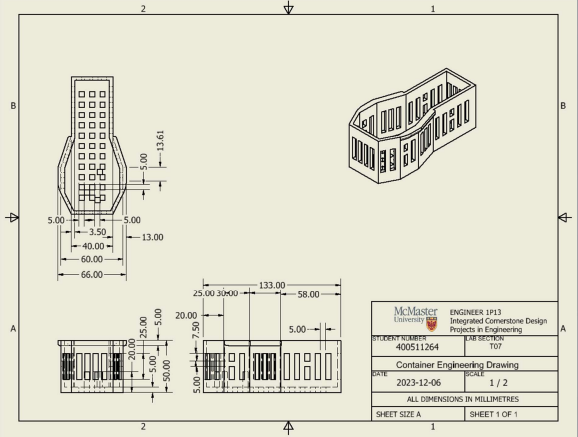 2
1
B
B
13.61
5.00
5.00
5.00
3.50
13.00
40.00
60.00
66.00
133.00
25.00
30.00
58.00
20.00
5.00
7.50
5.00
5.00
25.00
20.00
5.00
50.00
A
A
McMaster
University
ENGINEER 1P13
Integrated Cornerstone Design
Projects in Engineering
STUDENT NUMBER
400511264
LAB SECTION
T07
Container Engineering Drawing
DATE
2023-12-06
SCALE
1 / 2
ALL DIMENSIONS IN MILLIMETRES
SHEET SIZE A
SHEET 1 OF 1
2
1